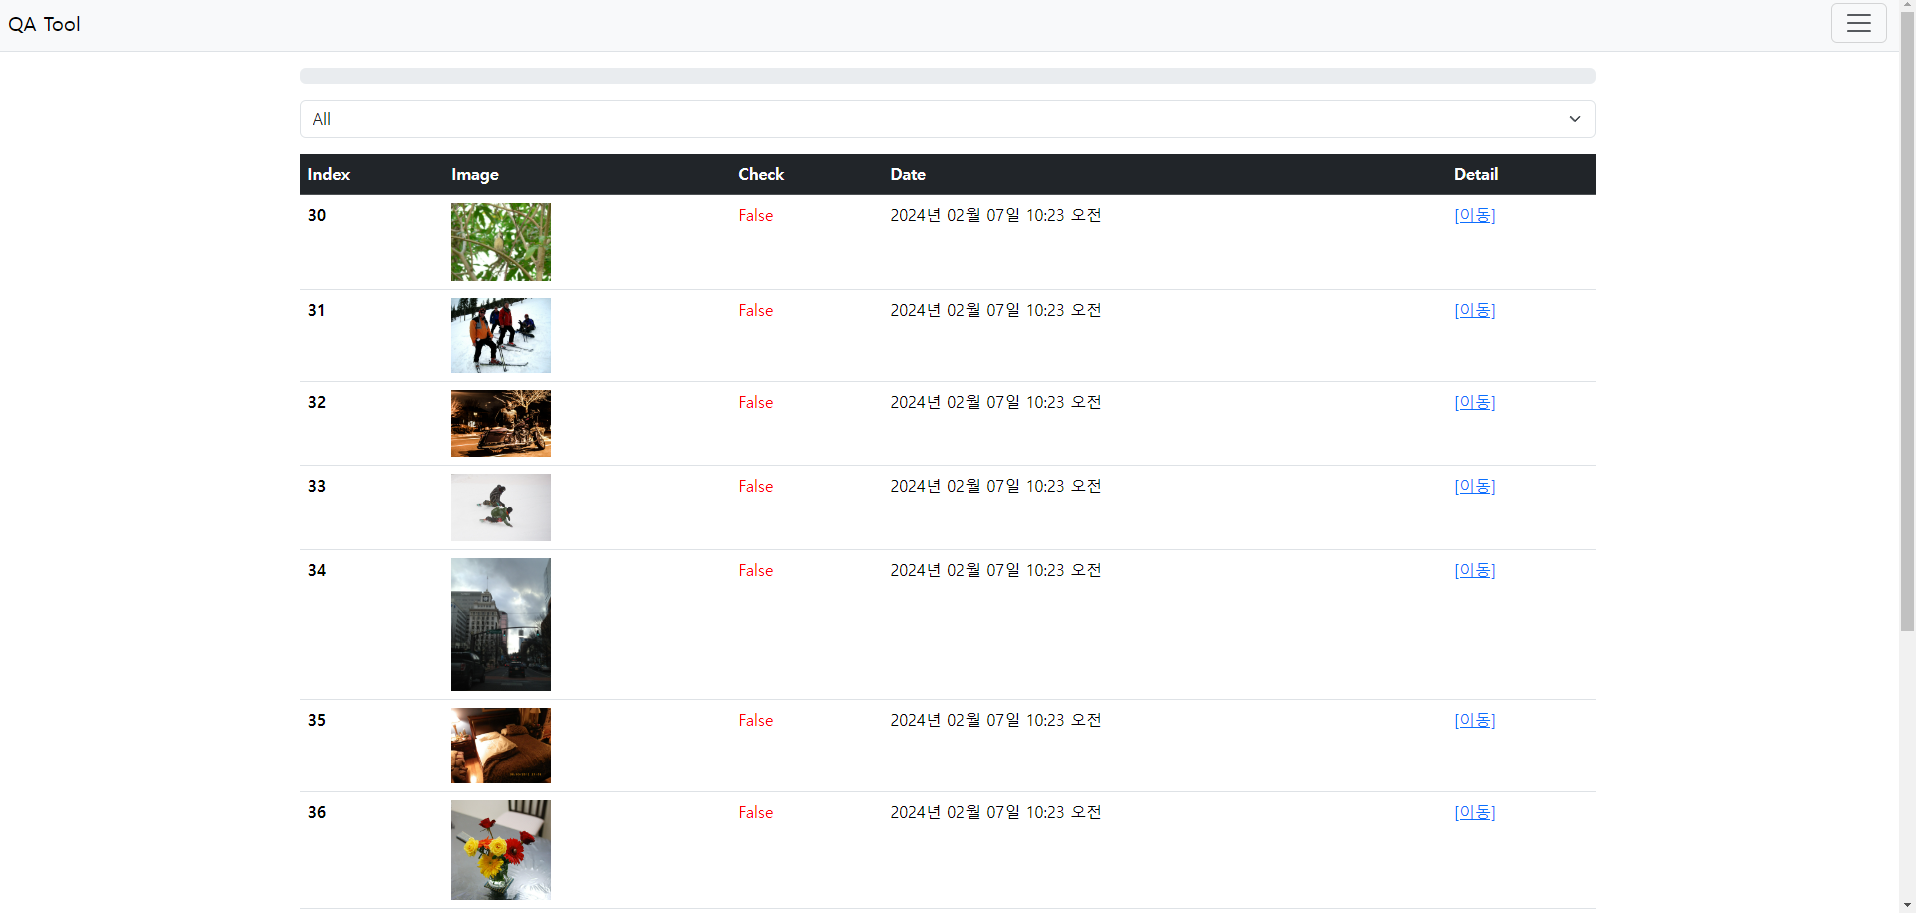 QA Tool
All
Index Image Check Date Detail
30 False 2024년 02월 07일 10:23 오전 [이동]
31 False 2024년 02월 07일 10:23 오전 [이동]
32 False 2024년 02월 07일 10:23 오전 [이동]
33 False 2024년 02월 07일 10:23 오전 [이동]
34 False 2024년 02월 07일 10:23 오전 [이동]
35 False 2024년 02월 07일 10:23 오전 [이동]
36 False 2024년 02월 07일 10:23 오전 [이동]